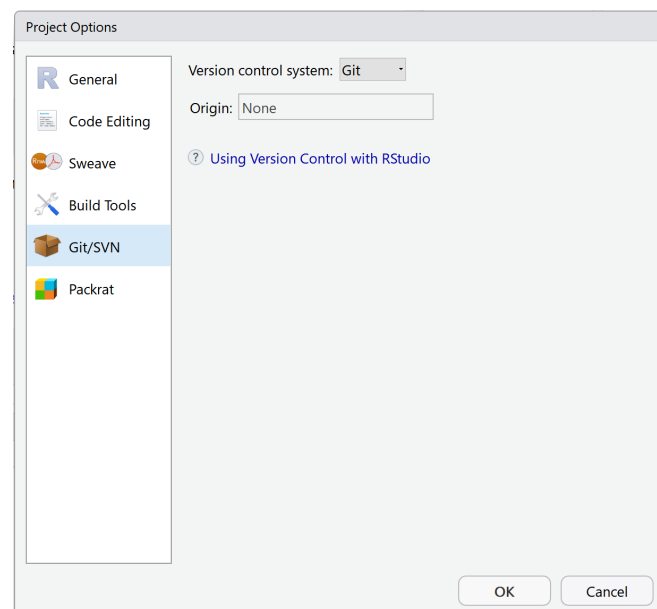 Project Options
General
Code Editing
Sweave
Build Tools
Git/SVN
Packrat
Version control system: Git
Origin: None
? Using Version Control with RStudio
OK Cancel